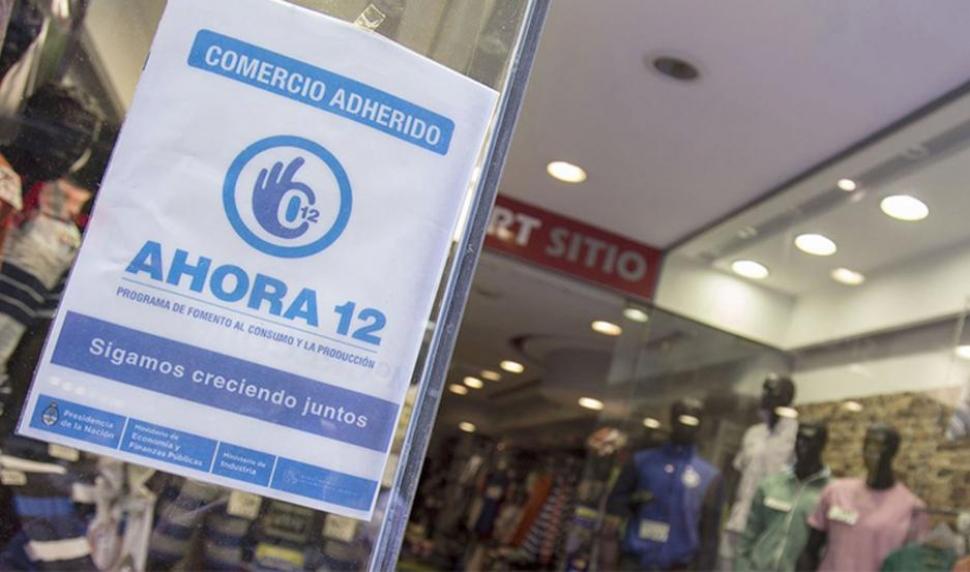 COMERCIO ADHERIDO
12
AHORA 12
PROGRAMA DE FOMENTO AL CONSUMO Y LA PRODUCCIÓN
Sigamos creciendo juntos
Presidencia
de la Nación
Ministerio de
Economía y
Finanzas Públicas
Ministerio de
Industria
RT SITIO